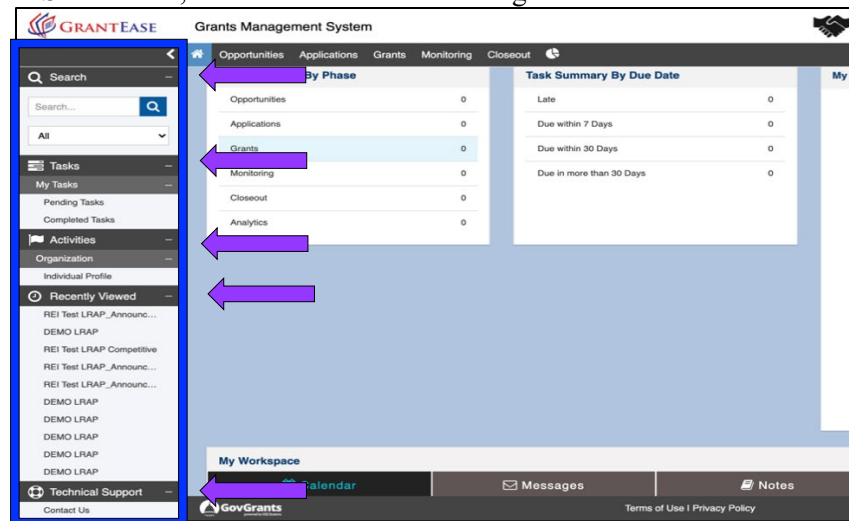 GRANTEASE Grants Management System
Opportunities Applications Grants Monitoring Closeout
Search
Search...
All
Tasks
My Tasks
Pending Tasks
Completed Tasks
Activities
Organization
Individual Profile
Recently Viewed
REI Test LRAP_Announc...
DEMO LRAP
REI Test LRAP Competitive
REI Test LRAP_Announc...
REI Test LRAP_Announc...
DEMO LRAP
DEMO LRAP
DEMO LRAP
DEMO LRAP
DEMO LRAP
Technical Support
Contact Us
By Phase
Opportunities 0
Applications 0
Grants 0
Monitoring 0
Closeout 0
Analytics 0
Task Summary By Due Date
Late 0
Due within 7 Days 0
Due within 30 Days 0
Due in more than 30 Days 0
My
My Workspace
Calendar Messages Notes
GovGrants Terms of Use I Privacy Policy